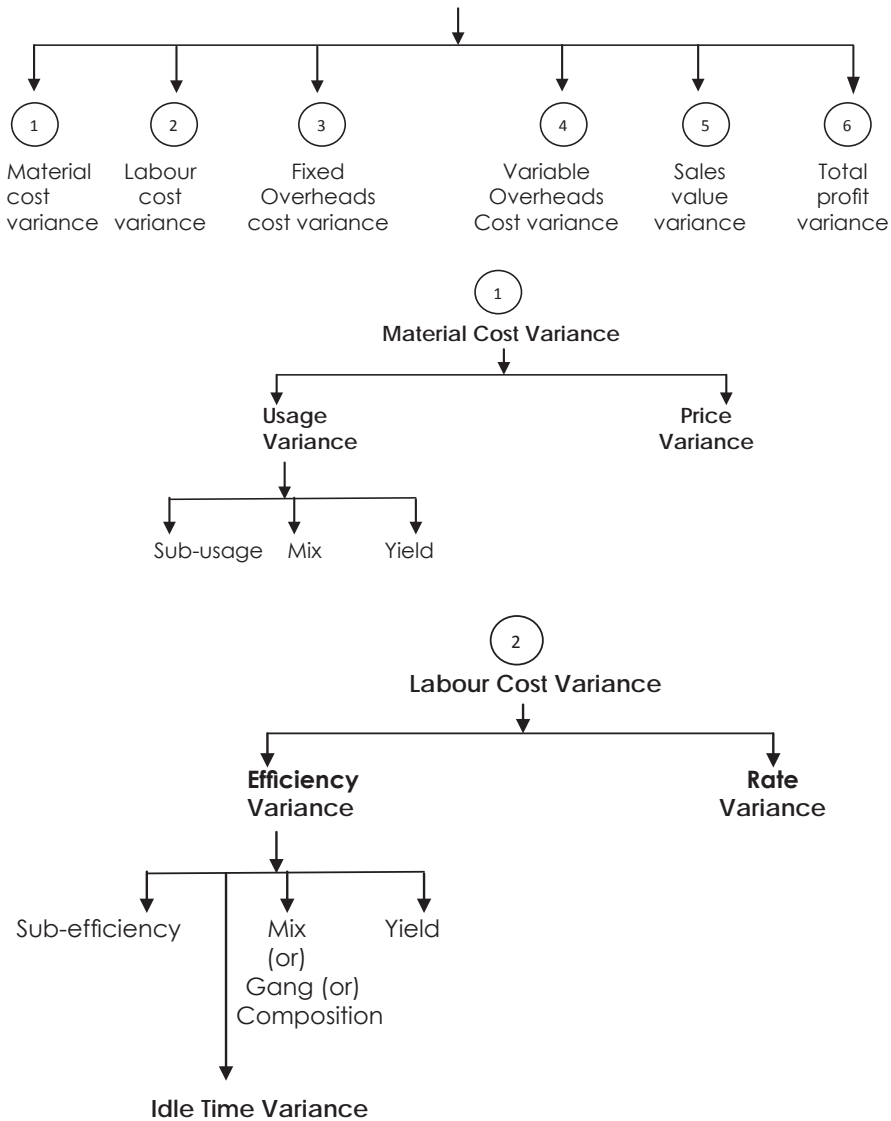 1 2 3 4 5 6
Material Labour Fixed Variable Sales Total
cost cost Overheads Overheads value profit
variance variance cost variance Cost variance variance variance
1
Material Cost Variance
Usage Price
Variance Variance
Sub-usage Mix Yield
2
Labour Cost Variance
Efficiency Rate
Variance Variance
Sub-efficiency Mix Yield
(or)
Gang (or)
Composition
Idle Time Variance